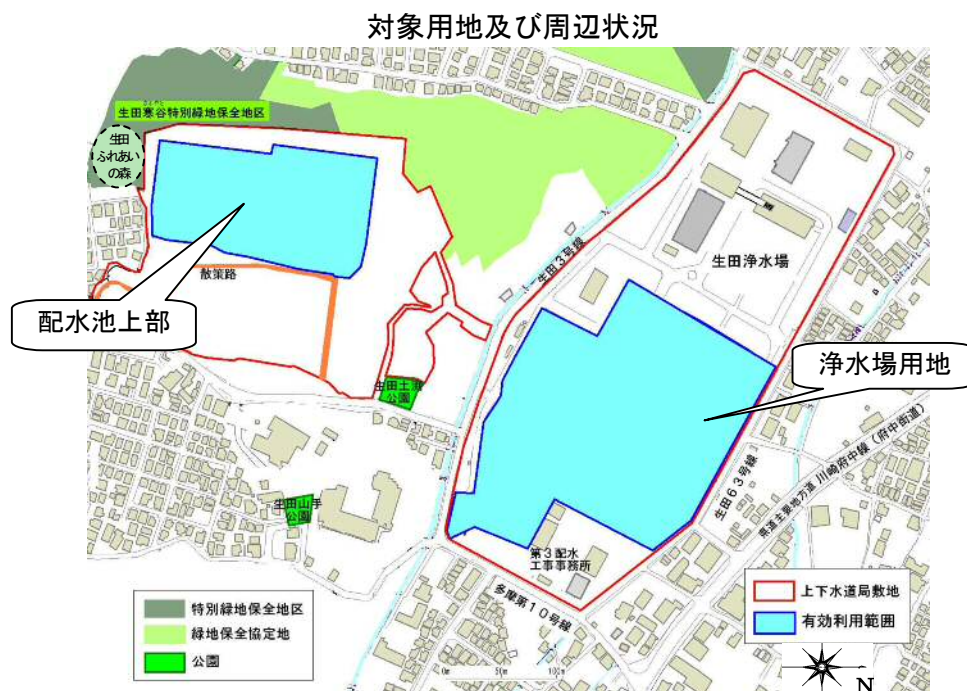 対象用地及び周辺状況
生田寒谷特別緑地保全地区
生田
ふれあい
の森
散策路
配水池上部
生田3号線
生田浄水場
浄水場用地
生田土淵
公園
生田山手
公園
第3配水
工事事務所
生田63号線
県道主要地方道 川崎府中線（府中街道）
多摩第10号線
特別緑地保全地区
緑地保全協定地
公園
上下水道局敷地
有効利用範囲
0m 50m 100m
N